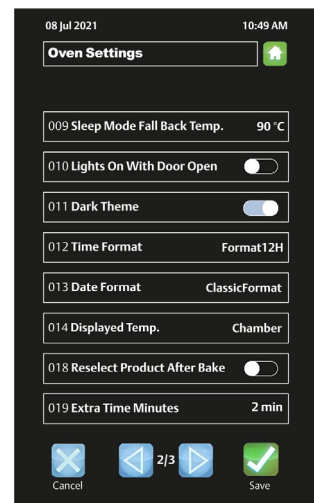 08 Jul 2021 10:49 AM
Oven Settings
009 Sleep Mode Fall Back Temp. 90 °C
010 Lights On With Door Open
011 Dark Theme
012 Time Format Format12H
013 Date Format ClassicFormat
014 Displayed Temp. Chamber
018 Reselect Product After Bake
019 Extra Time Minutes 2 min
2/3
Cancel Save